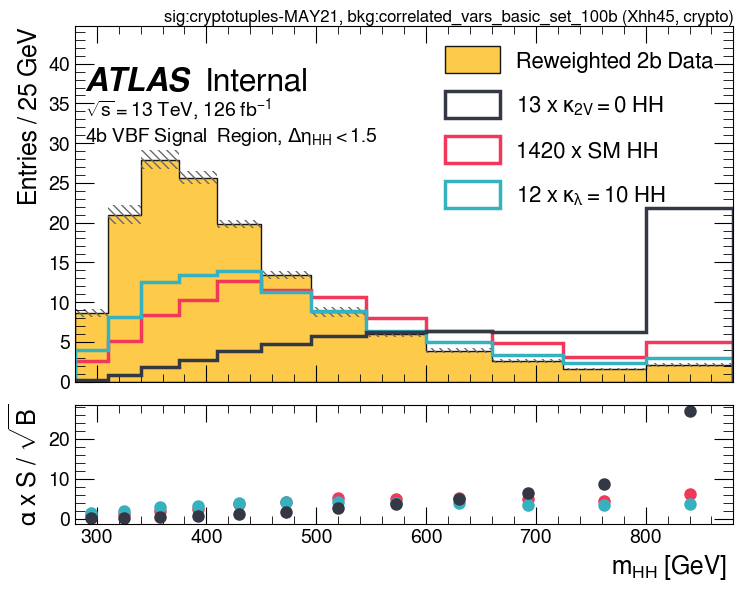 sig:cryptotuples-MAY21, bkg:correlated_vars_basic_set_100b (Xhh45, crypto)
Entries / 25 GeV
40
35
30
25
20
15
10
5
0
ATLAS Internal
√s = 13 TeV, 126 fb⁻¹
4b VBF Signal Region, Δη_HH < 1.5
Reweighted 2b Data
13 x κ_2V = 0 HH
1420 x SM HH
12 x κ_λ = 10 HH
α x S / √B
20
10
0
300 400 500 600 700 800
m_HH [GeV]